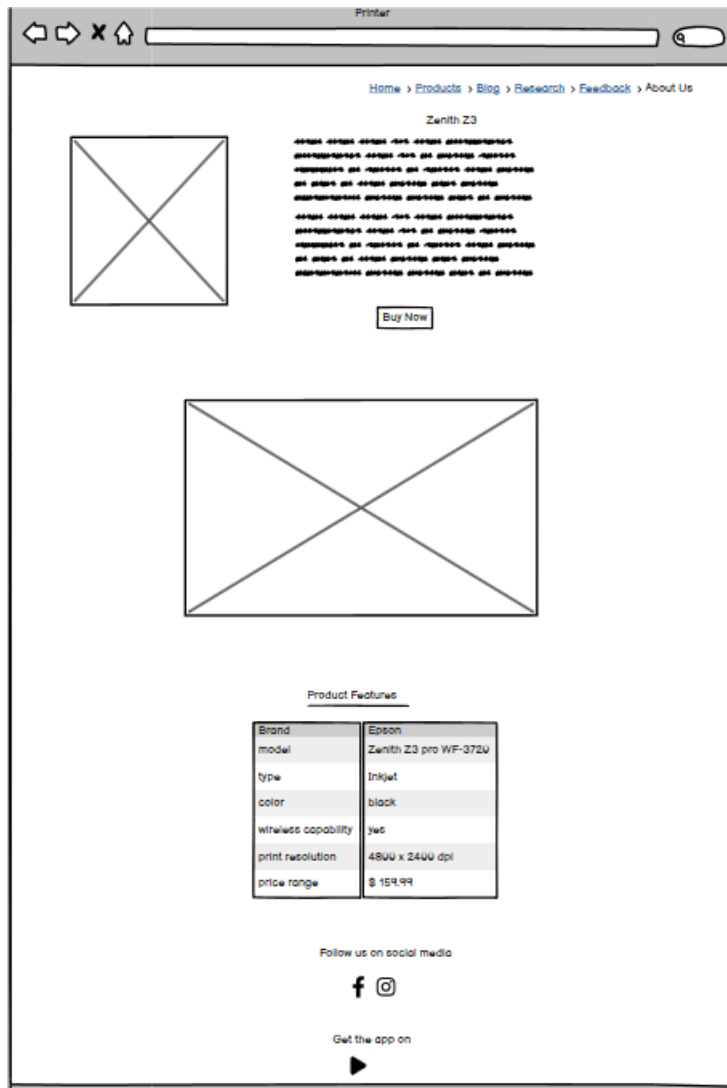 Printer
Home > Products > Blog > Research > Feedback > About Us
Zenith Z3
Buy Now
Product Features
Brand Epson
model Zenith Z3 pro WF-3720
type Inkjet
color black
wireless capability yes
print resolution 4800 x 2400 dpi
price range $ 159.99
Follow us on social media
Get the app on